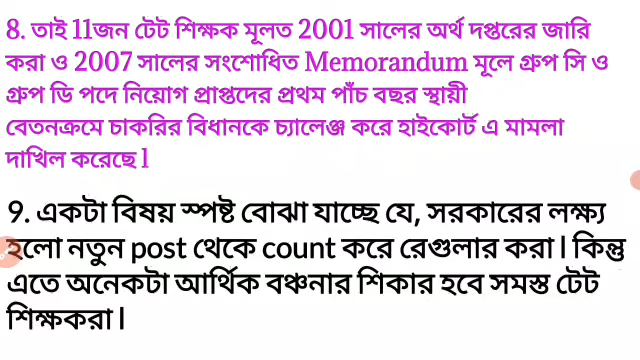 8. তাই 11জন টেট শিক্ষক মূলত 2001 সালের অর্থ দপ্তরের জারি
করা ও 2007 সালের সংশোধিত Memorandum মূলে গ্রুপ সি ও
গ্রুপ ডি পদে নিয়োগ প্রাপ্তদের প্রথম পাঁচ বছর স্থায়ী
বেতনক্রমে চাকরির বিধানকে চ্যালেঞ্জ করে হাইকোর্ট এ মামলা
দাখিল করেছে l
9. একটা বিষয় স্পষ্ট বোঝা যাচ্ছে যে, সরকারের লক্ষ্য
হলো নতুন post থেকে count করে রেগুলার করা l কিন্তু
এতে অনেকটা আর্থিক বঞ্চনার শিকার হবে সমস্ত টেট
শিক্ষকরা l